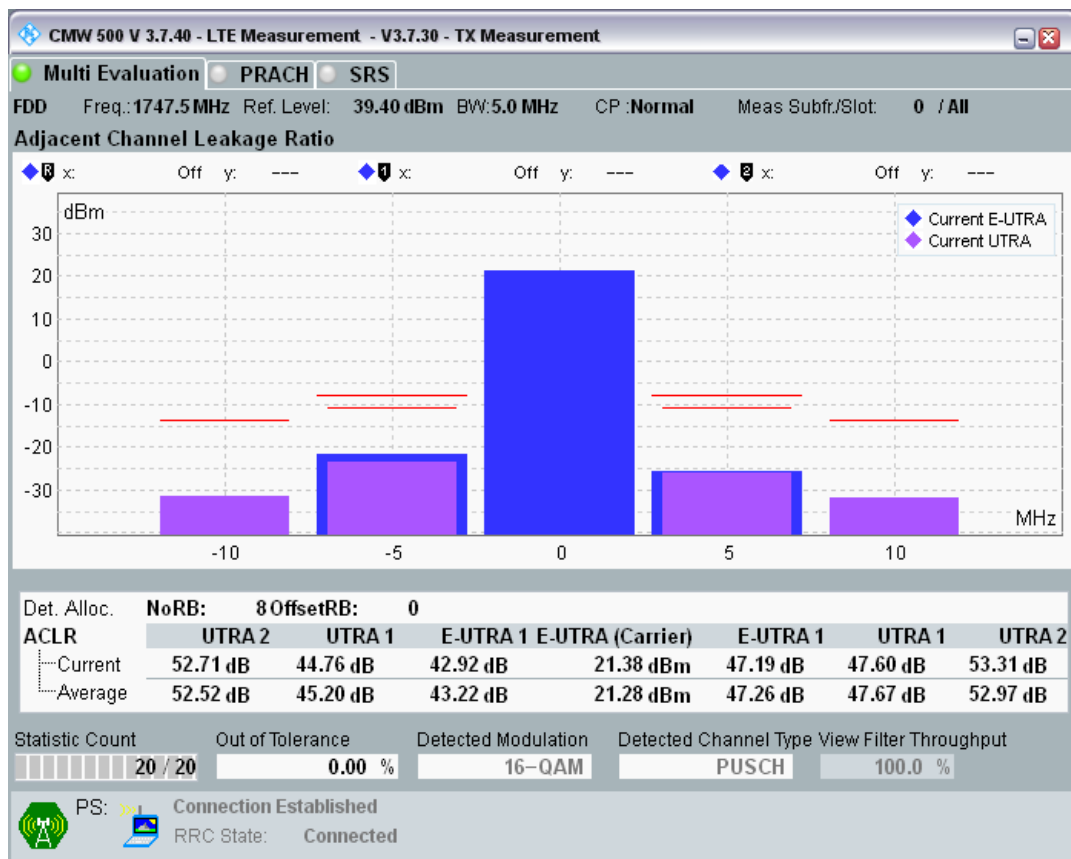 CMW 500 V 3.7.40 - LTE Measurement - V3.7.30 - TX Measurement
Multi Evaluation PRACH SRS
FDD Freq.:1747.5 MHz Ref. Level: 39.40 dBm BW:5.0 MHz CP :Normal Meas Subfr./Slot: 0 / All
Adjacent Channel Leakage Ratio
R x: Off y: --- 1 x: Off y: --- 2 x: Off y: ---
dBm
Current E-UTRA
Current UTRA
30
20
10
0
-10
-20
-30
MHz
-10 -5 0 5 10
Det. Alloc. NoRB: 8 OffsetRB: 0
ACLR UTRA 2 UTRA 1 E-UTRA 1 E-UTRA (Carrier) E-UTRA 1 UTRA 1 UTRA 2
Current 52.71 dB 44.76 dB 42.92 dB 21.38 dBm 47.19 dB 47.60 dB 53.31 dB
Average 52.52 dB 45.20 dB 43.22 dB 21.28 dBm 47.26 dB 47.67 dB 52.97 dB
Statistic Count Out of Tolerance Detected Modulation Detected Channel Type View Filter Throughput
20 / 20 0.00 % 16-QAM PUSCH 100.0 %
PS: Connection Established
RRC State: Connected